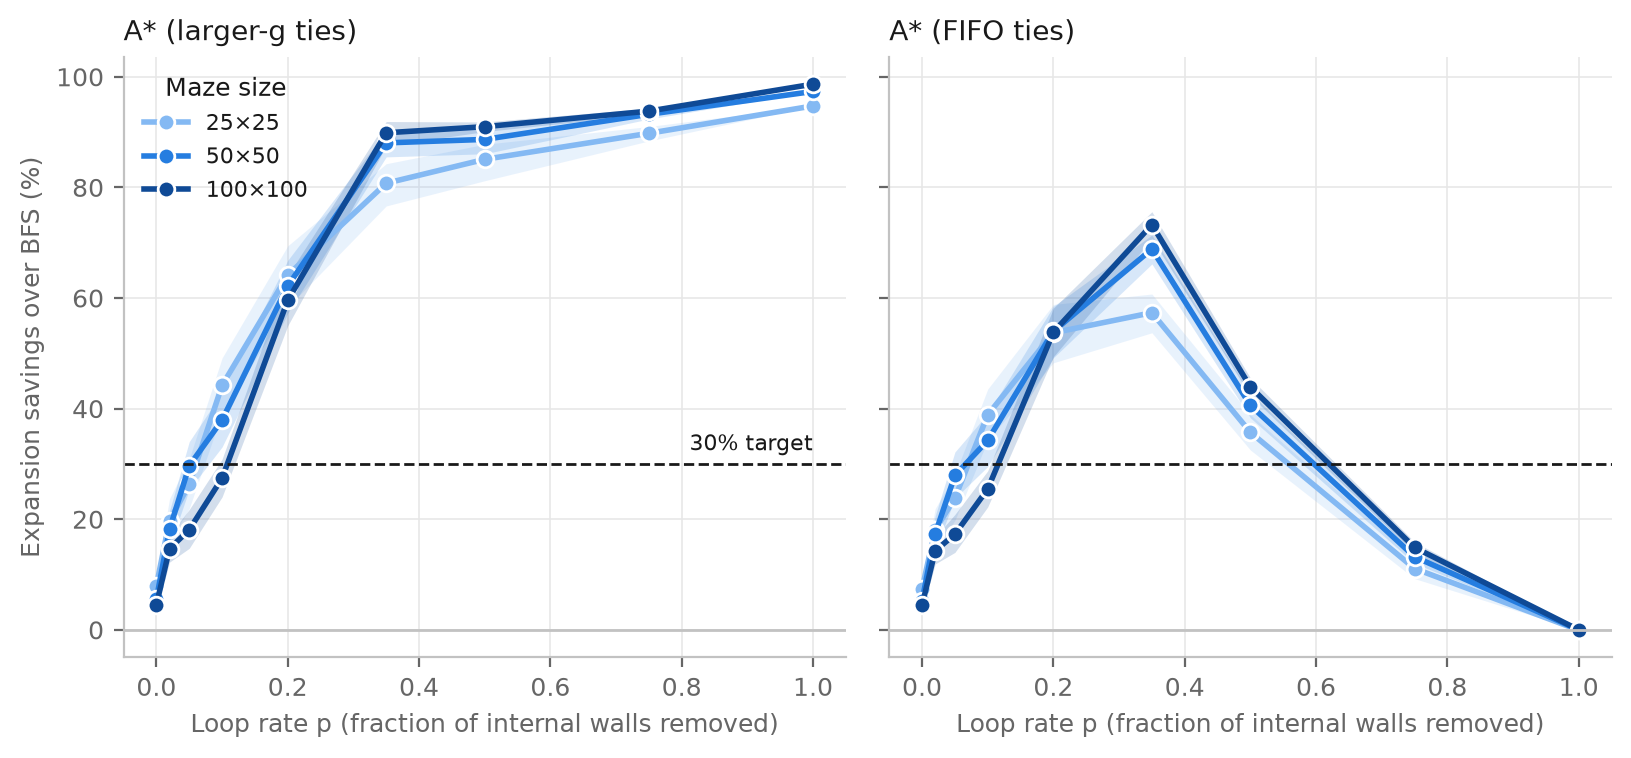 A* (larger-g ties)
A* (FIFO ties)
Expansion savings over BFS (%)
100
80
60
40
20
0
Maze size
25×25
50×50
100×100
30% target
0.0 0.2 0.4 0.6 0.8 1.0
0.0 0.2 0.4 0.6 0.8 1.0
Loop rate p (fraction of internal walls removed)
Loop rate p (fraction of internal walls removed)